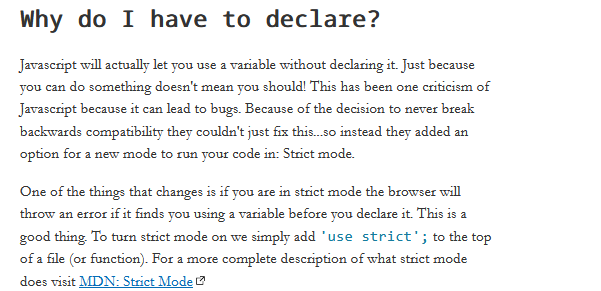 Why do I have to declare?
Javascript will actually let you use a variable without declaring it. Just because
you can do something doesn't mean you should! This has been one criticism of
Javascript because it can lead to bugs. Because of the decision to never break
backwards compatibility they couldn't just fix this...so instead they added an
option for a new mode to run your code in: Strict mode.
One of the things that changes is if you are in strict mode the browser will
throw an error if it finds you using a variable before you declare it. This is a
good thing. To turn strict mode on we simply add 'use strict'; to the top
of a file (or function). For a more complete description of what strict mode
does visit MDN: Strict Mode